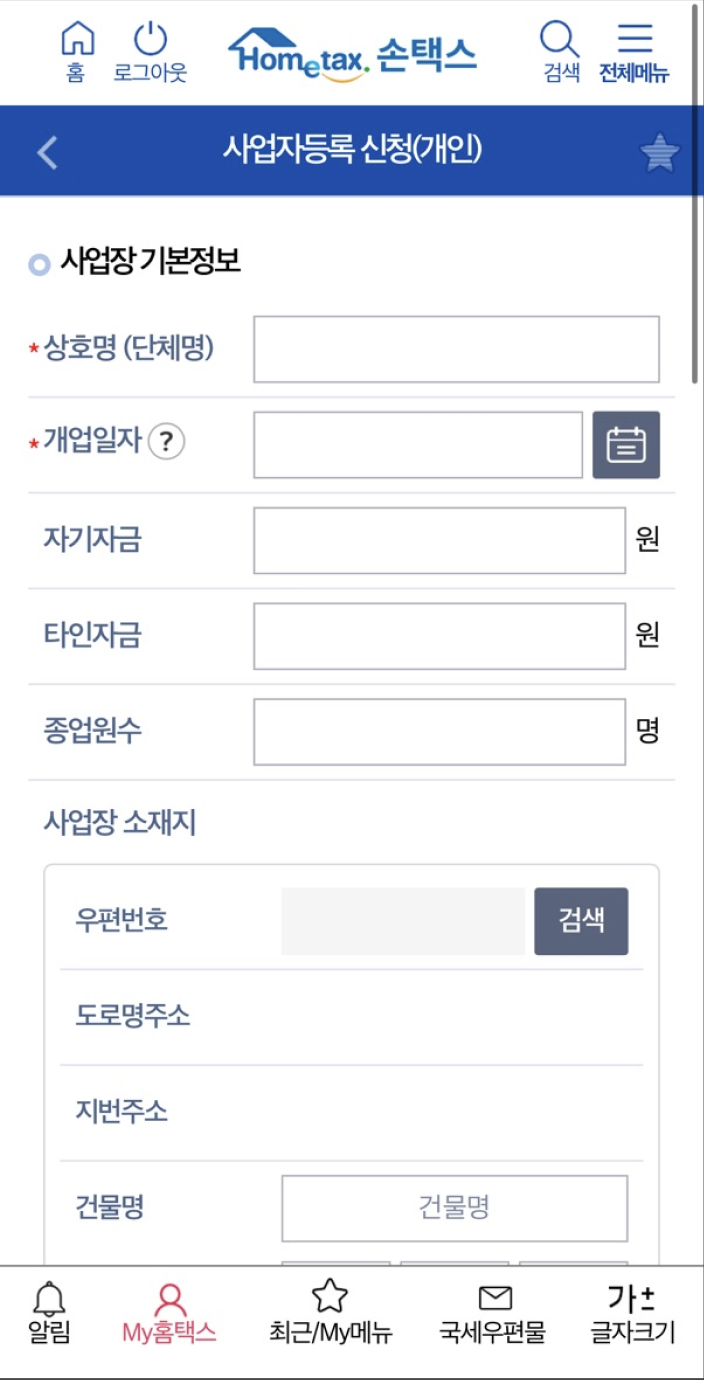 홈
로그아웃
Hometax. 손택스
검색
전체메뉴
사업자등록 신청(개인)
사업장 기본정보
*상호명 (단체명)
*개업일자 ?
자기자금 원
타인자금 원
종업원수 명
사업장 소재지
우편번호 검색
도로명주소
지번주소
건물명 건물명
알림
My홈택스
최근/My메뉴
국세우편물
가±
글자크기